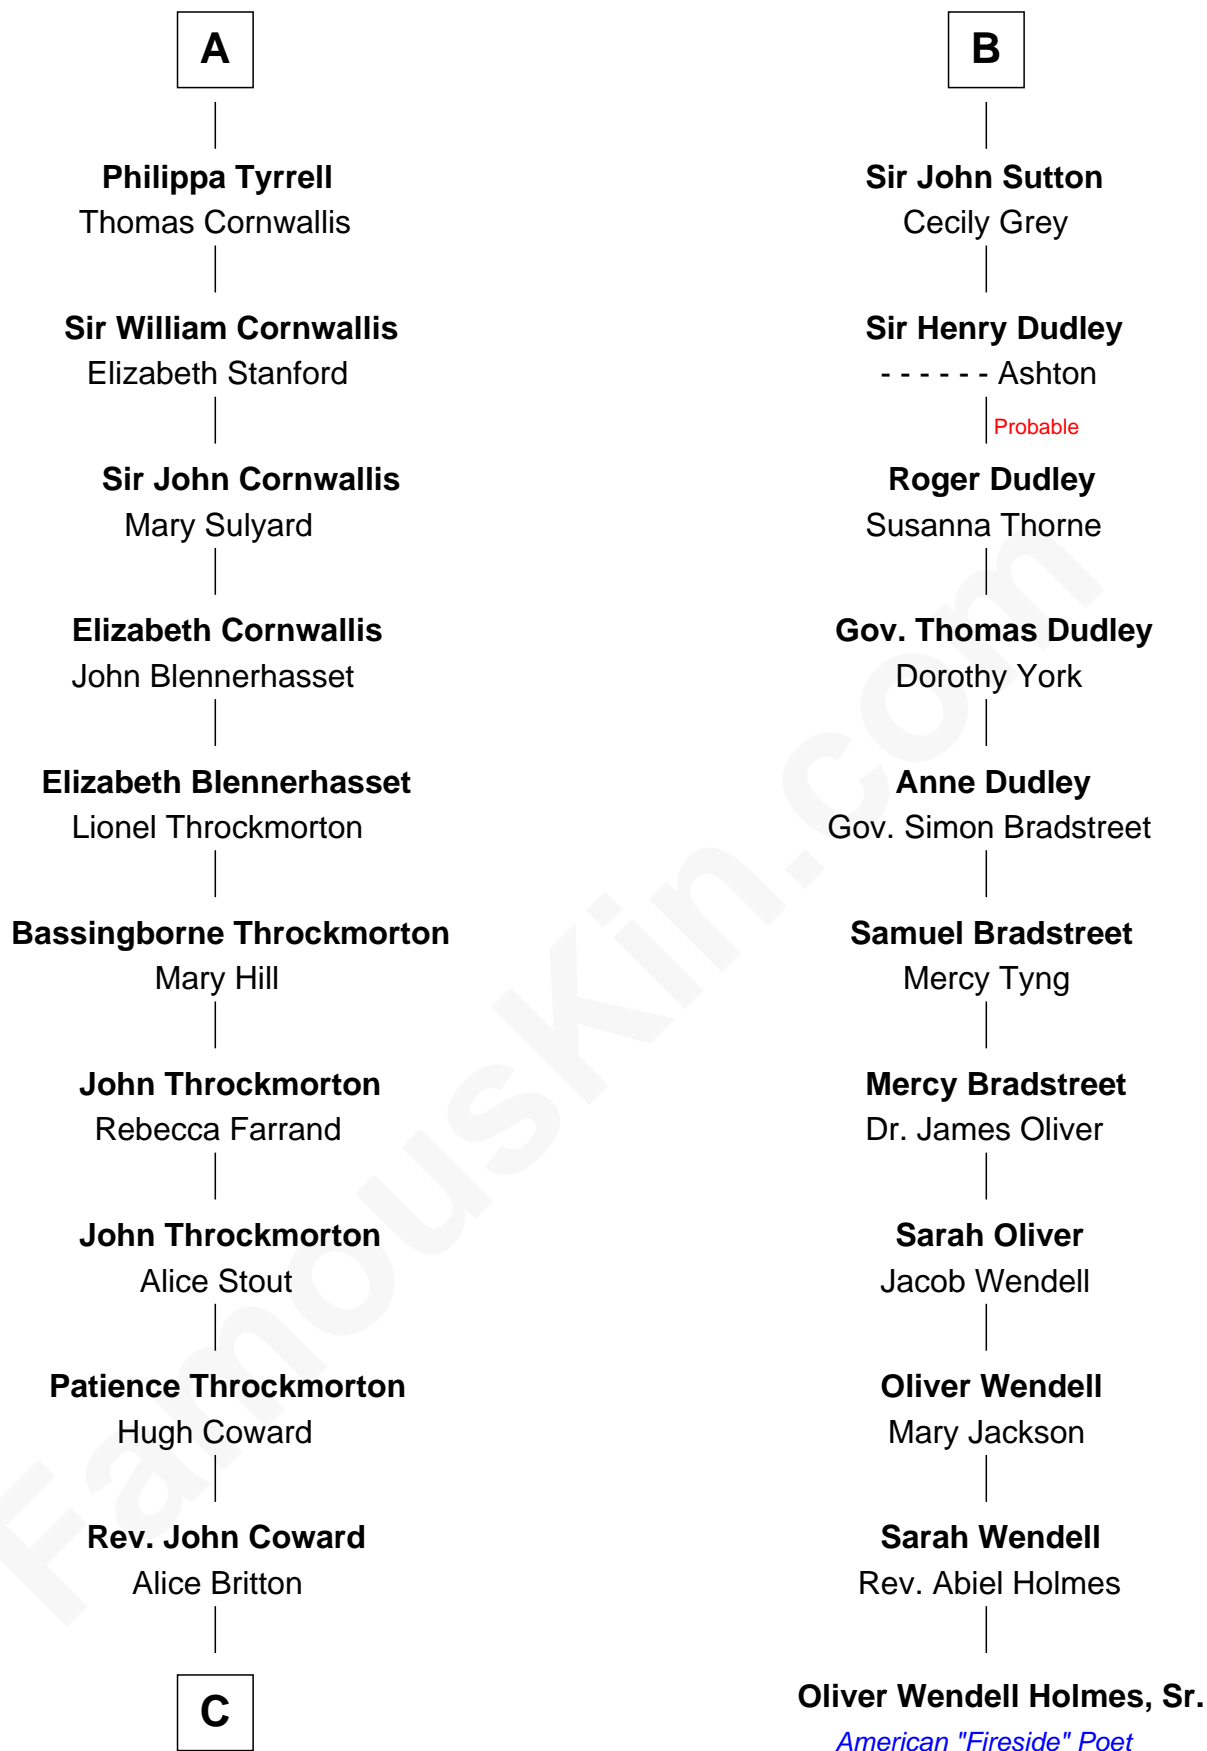 A
Philippa Tyrrell
Thomas Cornwallis
Sir William Cornwallis
Elizabeth Stanford
Sir John Cornwallis
Mary Sulyard
Elizabeth Cornwallis
John Blennerhasset
Elizabeth Blennerhasset
Lionel Throckmorton
Bassingborne Throckmorton
Mary Hill
John Throckmorton
Rebecca Farrand
John Throckmorton
Alice Stout
Patience Throckmorton
Hugh Coward
Rev. John Coward
Alice Britton
C
B
Sir John Sutton
Cecily Grey
Sir Henry Dudley
- - - - - - Ashton
Probable
Roger Dudley
Susanna Thorne
Gov. Thomas Dudley
Dorothy York
Anne Dudley
Gov. Simon Bradstreet
Samuel Bradstreet
Mercy Tyng
Mercy Bradstreet
Dr. James Oliver
Sarah Oliver
Jacob Wendell
Oliver Wendell
Mary Jackson
Sarah Wendell
Rev. Abiel Holmes
Oliver Wendell Holmes, Sr.
American "Fireside" Poet
FamousKin.com